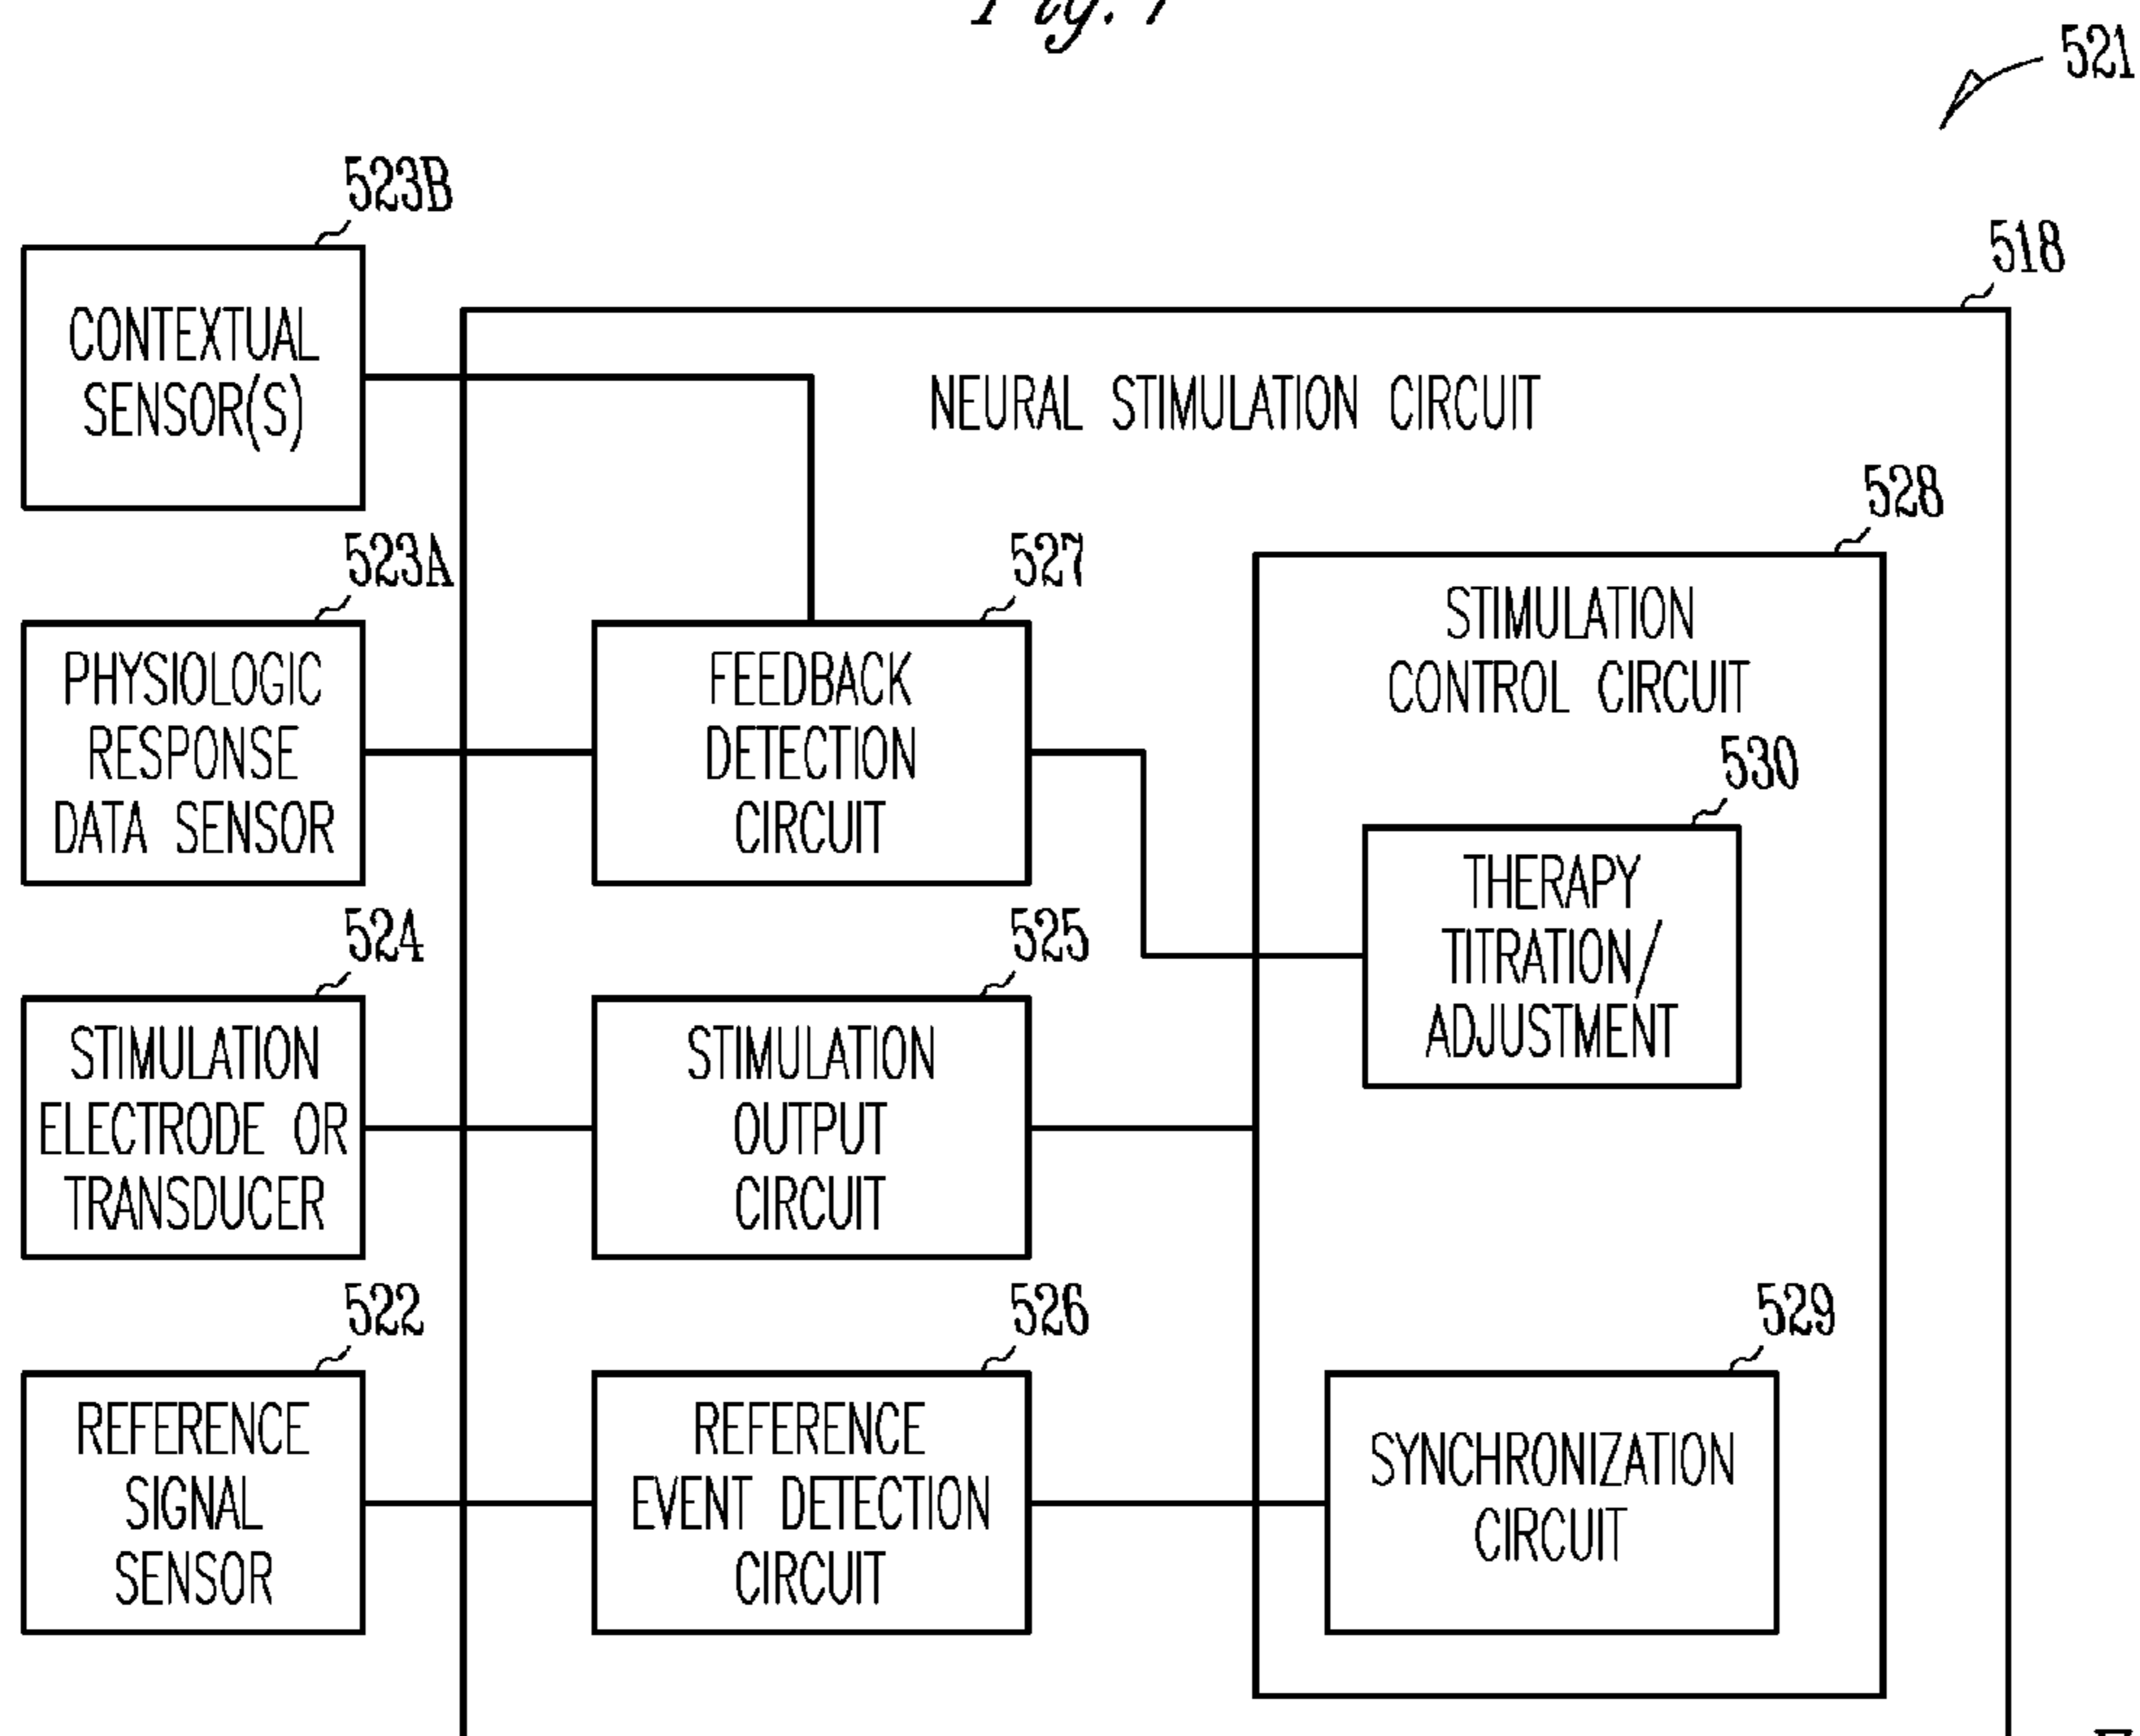 521
523B
518
CONTEXTUAL
SENSOR(S)
NEURAL STIMULATION CIRCUIT
528
523A
527
STIMULATION
CONTROL CIRCUIT
PHYSIOLOGIC
RESPONSE
DATA SENSOR
FEEDBACK
DETECTION
CIRCUIT
530
THERAPY
TITRATION/
ADJUSTMENT
524
525
STIMULATION
ELECTRODE OR
TRANSDUCER
STIMULATION
OUTPUT
CIRCUIT
522
526
529
REFERENCE
SIGNAL
SENSOR
REFERENCE
EVENT DETECTION
CIRCUIT
SYNCHRONIZATION
CIRCUIT